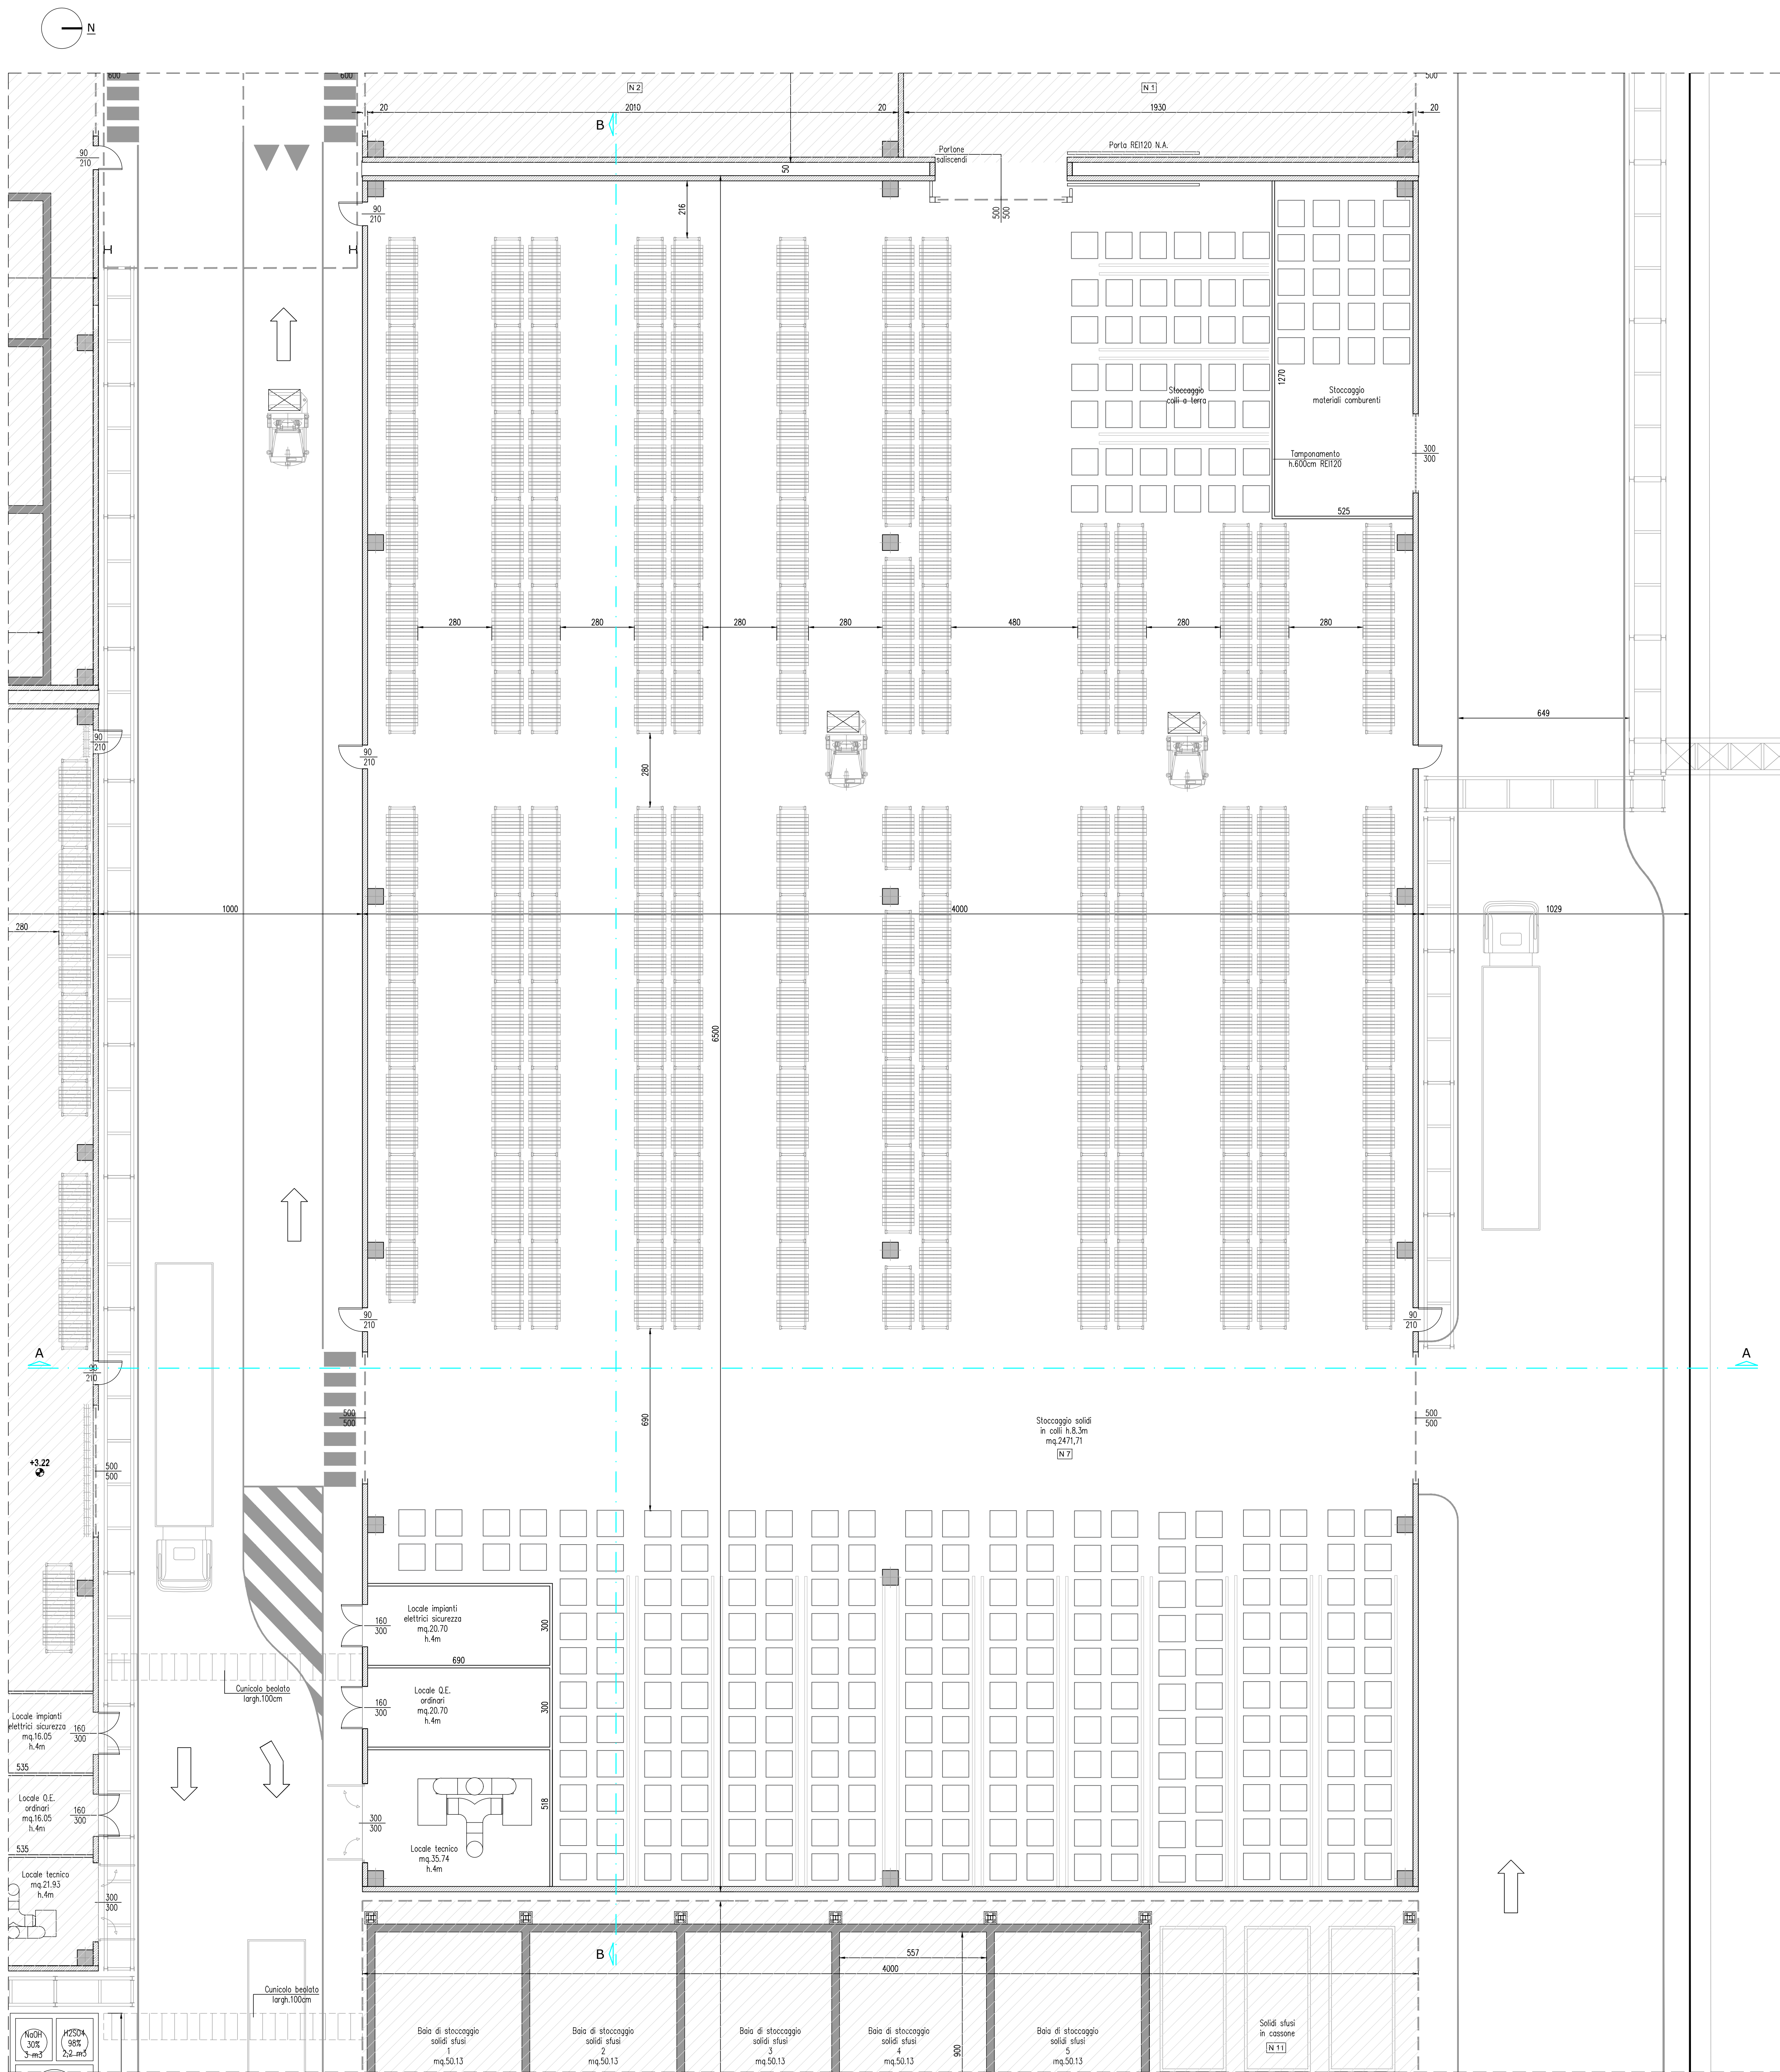 N
600
600
500
N 2
N 1
20
2010
20
1930
20
B
90
210
Portone
saliscendi
Porta REI120 N.A.
50
90
210
216
500
500
1270
Stoccaggio
colli a terra
Stoccaggio
materiali comburenti
Tamponamento
h.600cm REI120
300
300
525
280
280
280
280
480
280
280
649
90
210
90
210
280
1000
4000
1029
280
6500
90
210
90
210
A
A
90
210
500
500
690
Stoccaggio solidi
in colli h.8.3m
mq.2471,71
N 7
500
500
+3.22
500
500
Locale impianti
elettrici sicurezza
mq.20.70
h.4m
160
300
300
690
Cunicolo beolato
largh.100cm
Locale Q.E.
ordinari
mq.20.70
h.4m
160
300
300
Locale impianti
elettrici sicurezza
mq.16.05
h.4m
160
300
535
Locale Q.E.
ordinari
mq.16.05
h.4m
160
300
535
518
300
300
Locale tecnico
mq.35.74
h.4m
Locale tecnico
mq.21.93
h.4m
300
300
B
557
4000
900
Cunicolo beolato
largh.100cm
NaOH
30%
3 m3
H2SO4
98%
2,2 m3
Baia di stoccaggio
solidi sfusi
1
mq.50.13
Baia di stoccaggio
solidi sfusi
2
mq.50.13
Baia di stoccaggio
solidi sfusi
3
mq.50.13
Baia di stoccaggio
solidi sfusi
4
mq.50.13
Baia di stoccaggio
solidi sfusi
5
mq.50.13
Solidi sfusi
in cassone
N 11